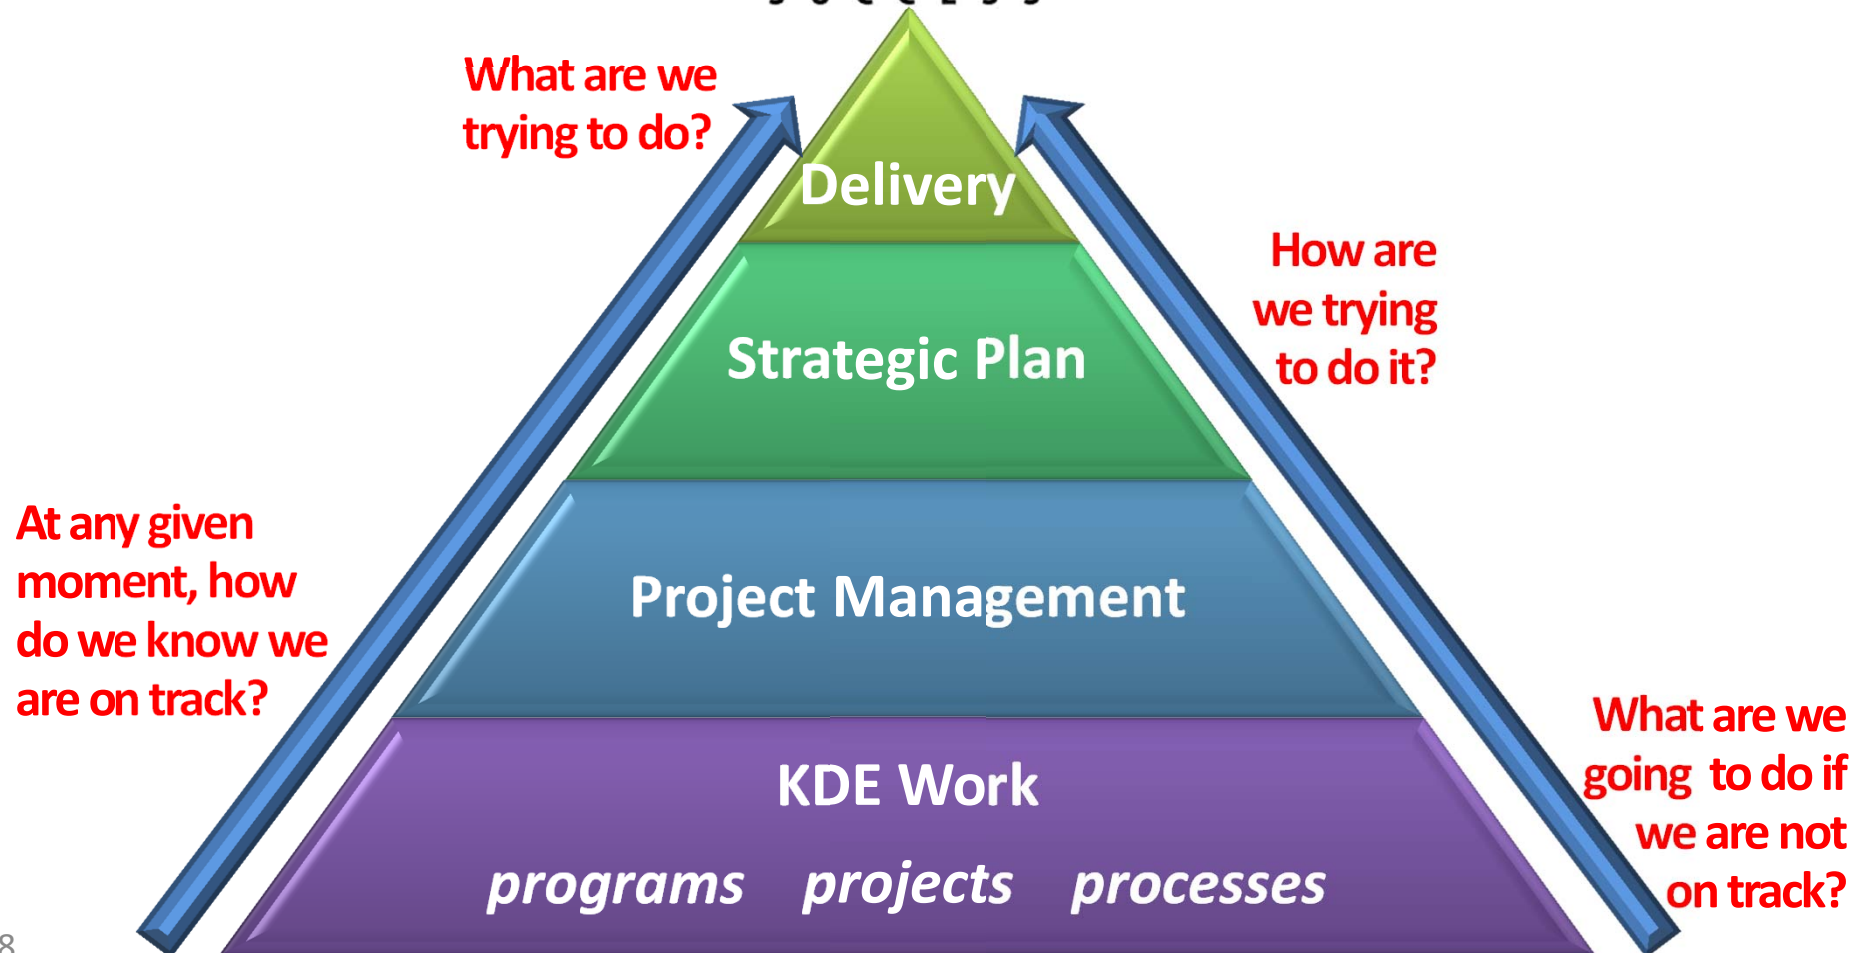 SUCCESS
What are we
trying to do?
Delivery
How are
we trying
to do it?
Strategic Plan
At any given
moment, how
do we know we
are on track?
Project Management
What are we
going to do if
we are not
on track?
KDE Work
programs projects processes
8